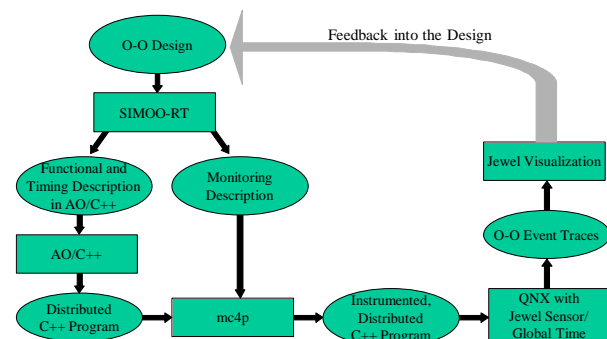 Feedback into the Design
O-O Design
SIMOO-RT
Functional and
Timing Description
in AO/C++
Monitoring
Description
Jewel Visualization
O-O Event Traces
AO/C++
Distributed
C++ Program
mc4p
Instrumented,
Distributed
C++ Program
QNX with
Jewel Sensor/
Global Time